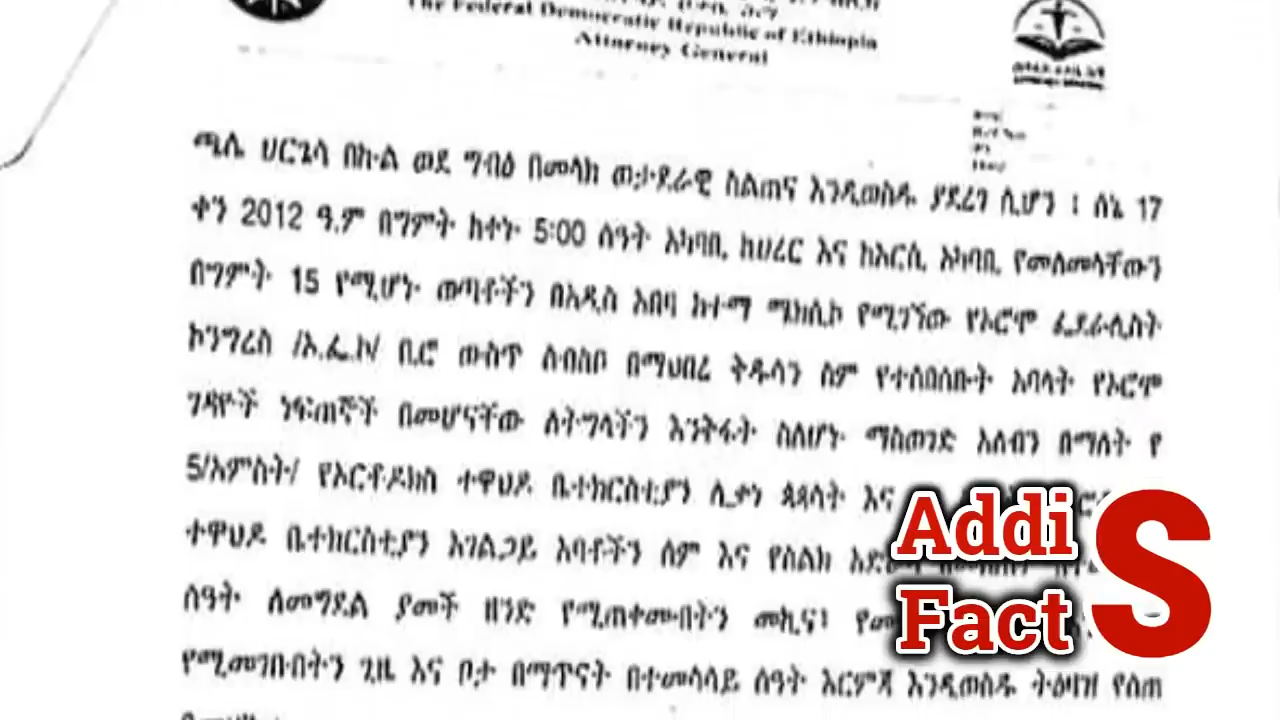 The Federal Democratic Republic of Ethiopia
Attorney General
ጫሌ ሀርጌሳ በኩል ወደ ግብፅ በመላክ ወታደራዊ ስልጠና እንዲወስዱ ያደረገ ሲሆን ፤ ሰኔ 17
ቀን 2012 ዓ.ም በግምት ከቀኑ 5:00 ሰዓት አካባቢ ከሀረር እና ከአርሲ አካባቢ የመለመላቸውን
በግምት 15 የሚሆኑ ወጣቶችን በአዲስ አበባ ከተማ ሜክሲኮ የሚገኘው የኦሮሞ ፌደራሊስት
ኮንግረስ /ኦ.ፌ.ኮ/ ቢሮ ውስጥ ሰብስቦ በማህበረ ቅዱሳን ስም የተሰበሰቡት አባላት የኦሮሞ
ገዳዮች ነፍጠኞች በመሆናቸው ለትግላችን እንቅፋት ስለሆኑ ማስወገድ አለብን በማለት የ
5/አምስት/ የኦርቶዶክስ ተዋህዶ ቤተክርስቲያን ሊቃነ ጳጳሳት እና
ተዋህዶ ቤተክርስቲያን አገልጋይ አባቶችን ስም እና የስልክ
ሰዓት ለመግደል ያመች ዘንድ የሚጠቀሙበትን መኪና፣
የሚመገቡበትን ጊዜ እና ቦታ በማጥናት በተመሳሳይ ሰዓት እርምጃ እንዲወስዱ ትዕዛዝ የሰጠ
Addi S
Fact